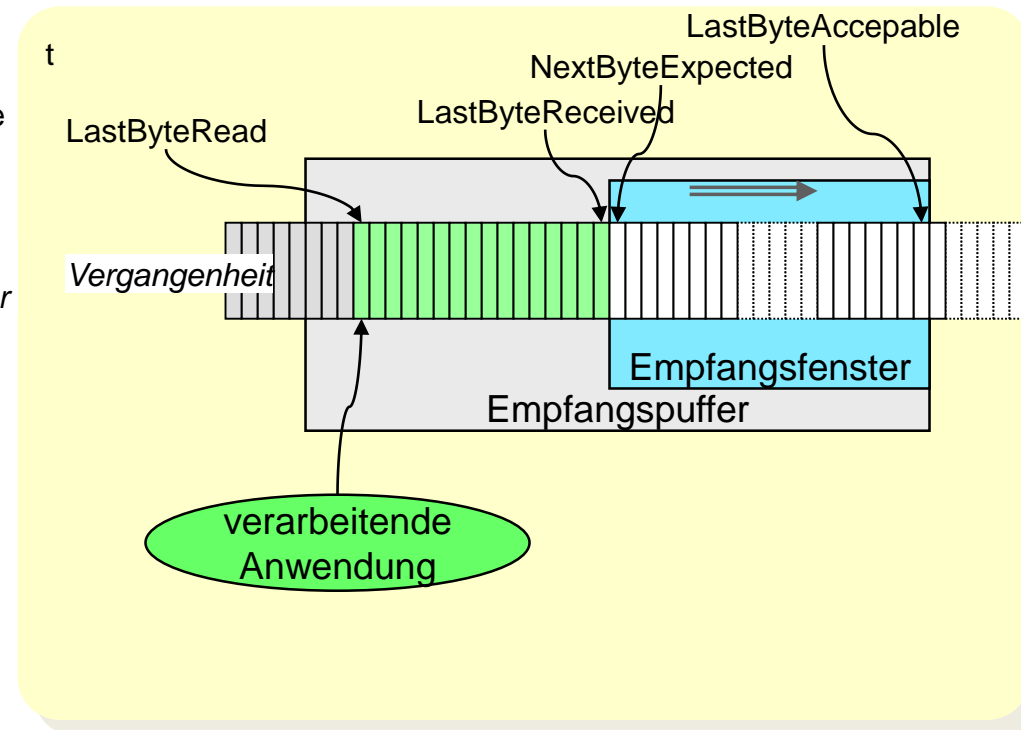 LastByteAccepable
t
NextByteExpected
e
LastByteReceived
LastByteRead
Vergangenheit
r
Empfangsfenster
Empfangspuffer
verarbeitende
Anwendung